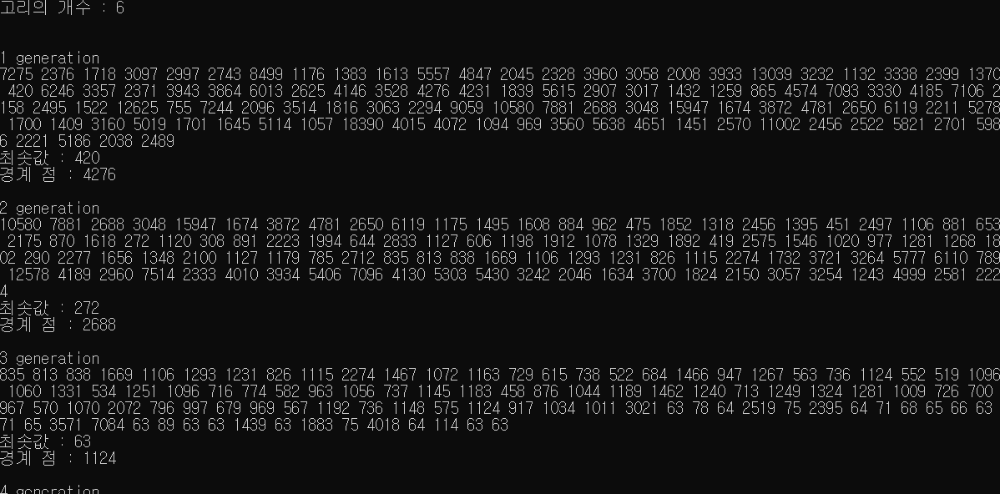 고리의 개수 : 6
1 generation
7275 2376 1718 3097 2997 2743 8499 1176 1383 1613 5557 4847 2045 2328 3960 3058 2008 3933 13039 3232 1132 3338 2399 1370
420 6246 3357 2371 3943 3864 6013 2625 4146 3528 4276 4231 1839 5615 2907 3017 1432 1259 865 4574 7093 3330 4185 7106 2
158 2495 1522 12625 755 7244 2096 3514 1816 3063 2294 9059 10580 7881 2688 3048 15947 1674 3872 4781 2650 6119 2211 5276
1700 1409 3160 5019 1701 1645 5114 1057 18390 4015 4072 1094 969 3560 5638 4651 1451 2570 11002 2456 2522 5821 2701 598
6 2221 5186 2038 2489
최솟값 : 420
경계 점 : 4276
2 generation
10580 7881 2688 3048 15947 1674 3872 4781 2650 6119 1175 1495 1608 884 962 475 1852 1318 2456 1395 451 2497 1106 881 653
2175 870 1618 272 1120 308 891 2223 1994 644 2833 1127 606 1198 1912 1078 1329 1892 419 2575 1546 1020 977 1281 1268 18
02 290 2277 1656 1348 2100 1127 1179 785 2712 835 813 838 1669 1106 1293 1231 826 1115 2274 1732 3721 3264 5777 6110 789
12578 4189 2960 7514 2333 4010 3934 5406 7096 4130 5303 5430 3242 2046 1634 3700 1824 2150 3057 3254 1243 4999 2581 222
4
최솟값 : 272
경계 점 : 2688
3 generation
835 813 838 1669 1106 1293 1231 826 1115 2274 1467 1072 1163 729 615 738 522 684 1466 947 1267 563 736 1124 552 519 1096
1060 1331 534 1251 1096 716 774 582 963 1056 737 1145 1183 458 876 1044 1189 1462 1240 713 1249 1324 1281 1009 726 700
967 570 1070 2072 796 997 679 969 567 1192 736 1148 575 1124 917 1034 1011 3021 63 78 64 2519 75 2395 64 71 68 65 66 63
71 65 3571 7084 63 89 63 63 1439 63 1883 75 4018 64 114 63 63
최솟값 : 63
경계 점 : 1124
4 generation